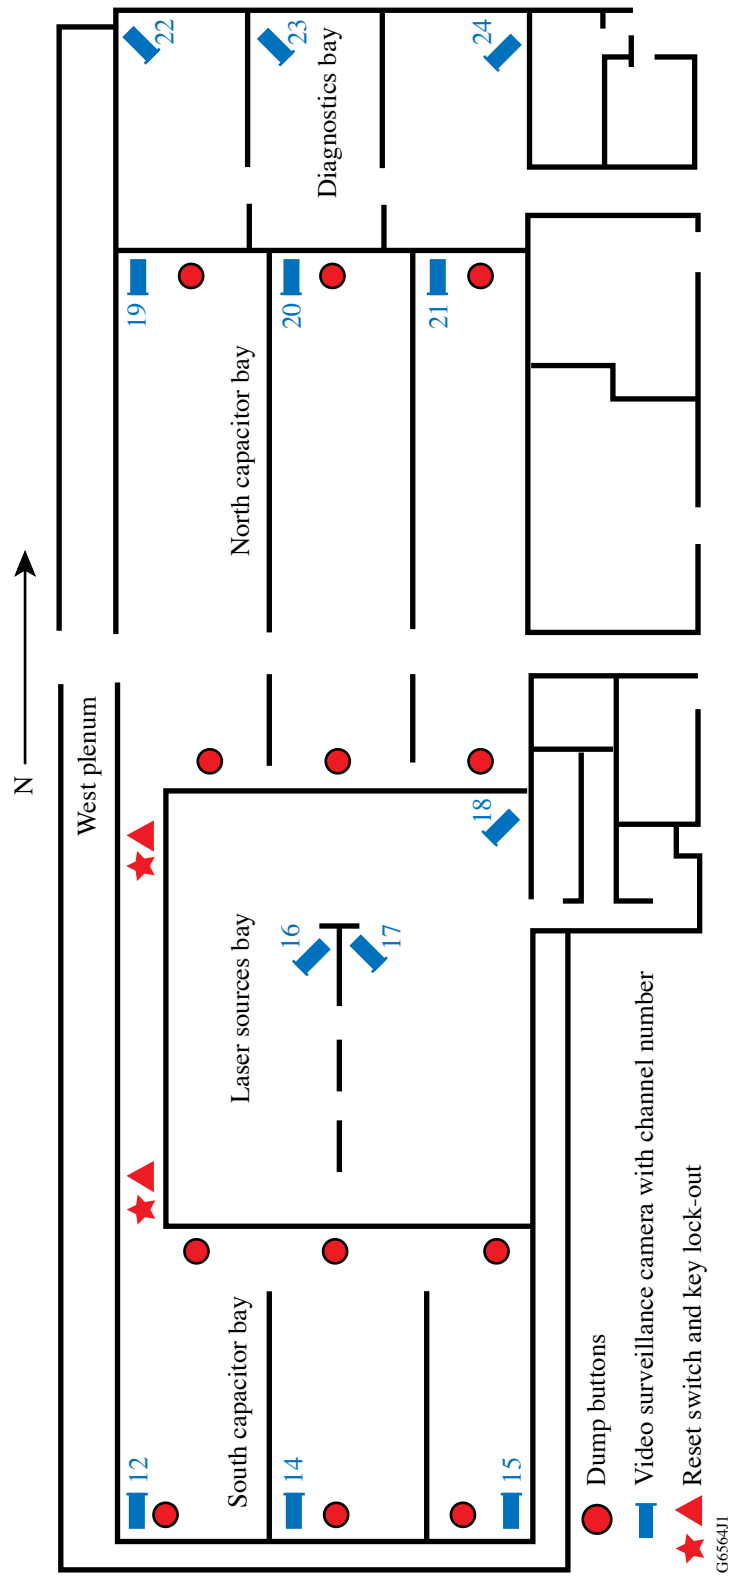 N
West plenum
22
23
24
Diagnostics bay
19
20
21
North capacitor bay
18
16
17
Laser sources bay
South capacitor bay
12
14
15
Dump buttons
Video surveillance camera with channel number
Reset switch and key lock-out
G6564J1